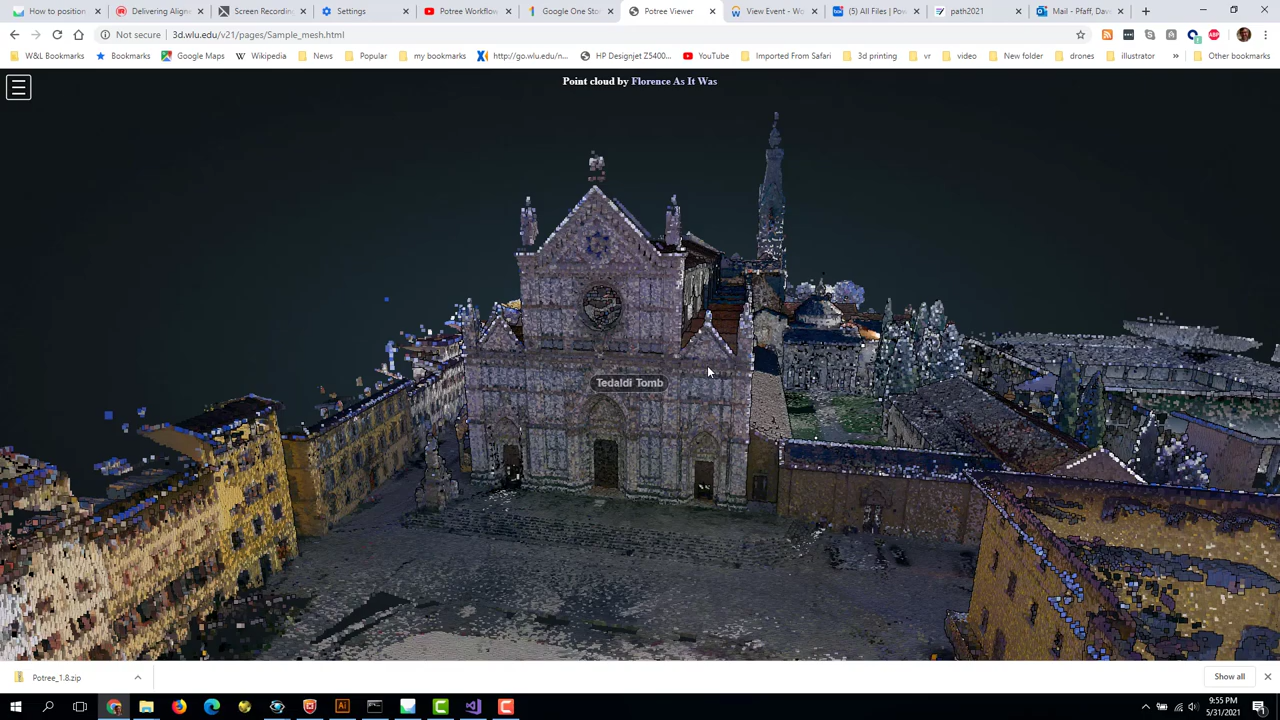 How to position
Delivering Aligne
Screen Recording
Settings
Potree Workflow
Google One Sto
Potree Viewer
View Event - Wo
(5) All Files | Pow
path2021
Mail - Pfaff, Dav
Not secure | 3d.wlu.edu/v21/pages/Sample_mesh.html
W&L Bookmarks
Bookmarks
Google Maps
Wikipedia
News
Popular
my bookmarks
http://go.wlu.edu/n...
HP Designjet Z5400...
YouTube
Imported From Safari
3d printing
vr
video
New folder
drones
illustrator
»
Other bookmarks
Point cloud by Florence As It Was
Tedaldi Tomb
Potree_1.8.zip
Show all
9:55 PM
5/31/2021